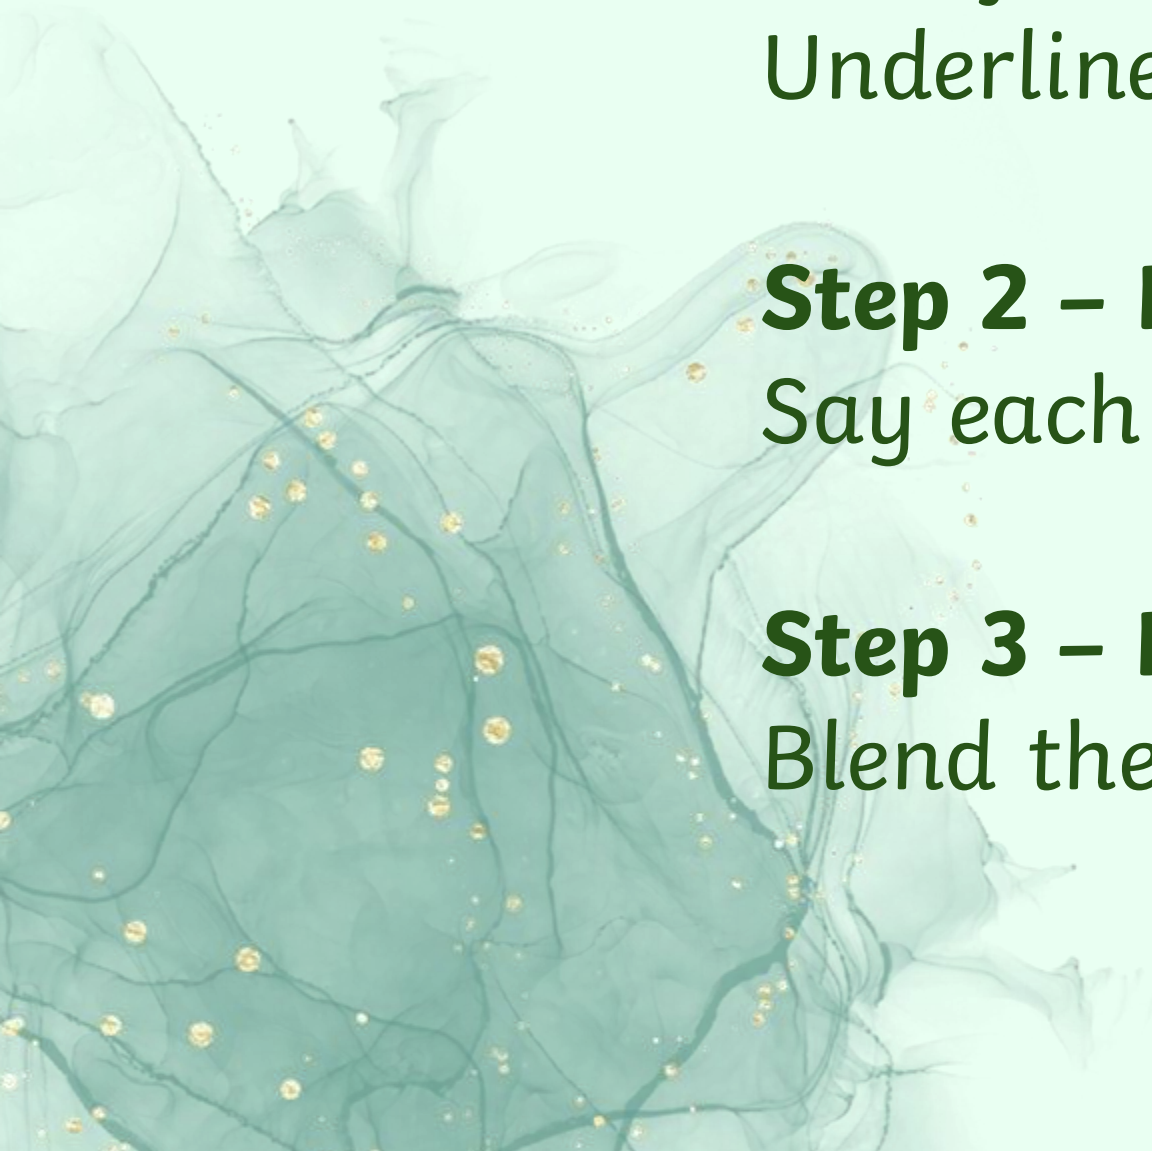 Underline
Step 2 –
Say each
Step 3 –
Blend the